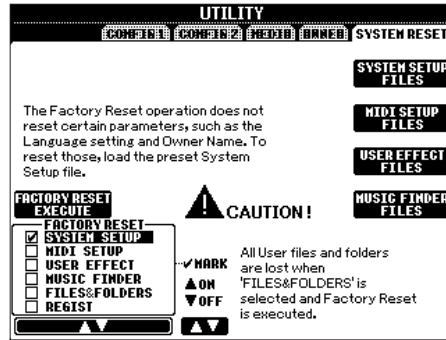 UTILITY
CONFIG 1 CONFIG 2 MEDIA OWNER SYSTEM RESET
SYSTEM SETUP
FILES
The Factory Reset operation does not
reset certain parameters, such as the
Language setting and Owner Name. To
reset those, load the preset System
Setup file.
MIDI SETUP
FILES
USER EFFECT
FILES
MUSIC FINDER
FILES
FACTORY RESET
EXECUTE
CAUTION!
FACTORY RESET
SYSTEM SETUP
MIDI SETUP
USER EFFECT
MUSIC FINDER
FILES&FOLDERS
REGIST
✓MARK
▲ON
▼OFF
All User files and folders
are lost when
'FILES&FOLDERS' is
selected and Factory Reset
is executed.